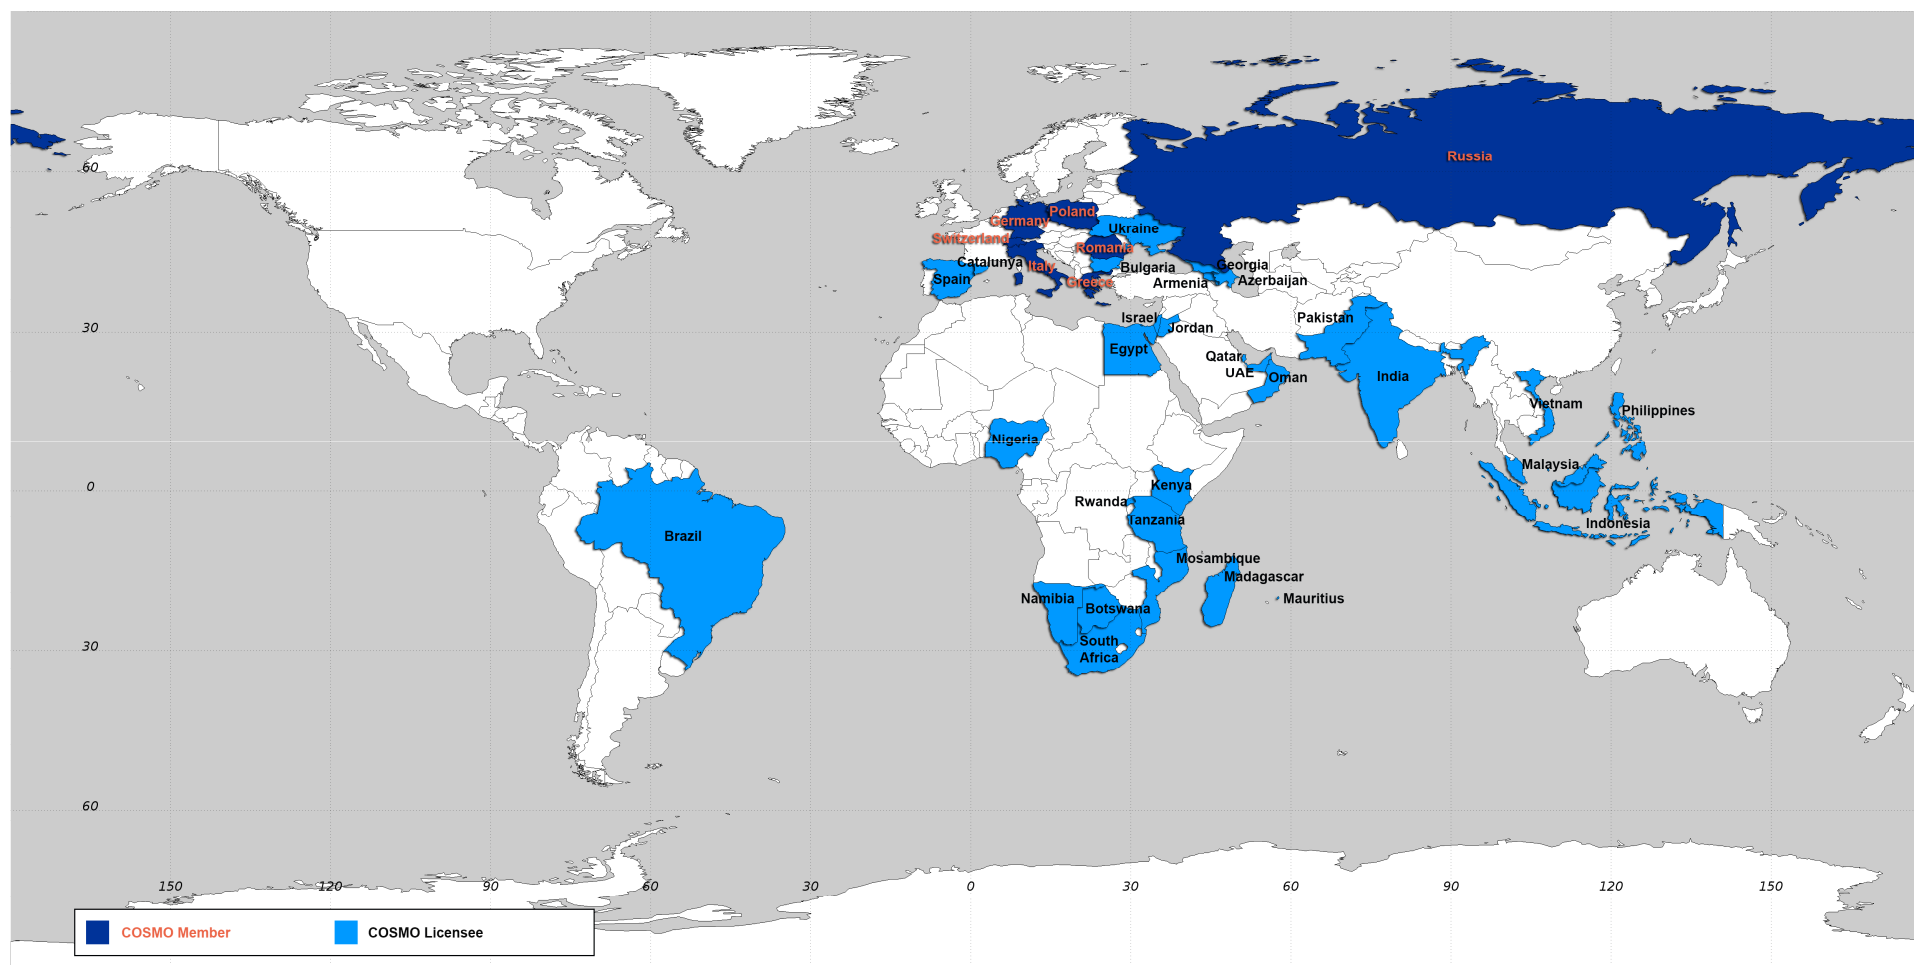 60
Russia
Poland
Germany
Ukraine
Switzerland
Romania
Catalunya
Italy
Bulgaria
Georgia
Spain
Greece
Armenia
Azerbaijan
30
Israel
Jordan
Pakistan
Egypt
Qatar
UAE
Oman
India
Vietnam
Philippines
Nigeria
Malaysia
0
Kenya
Rwanda
Tanzania
Indonesia
Brazil
Mosambique
Madagascar
Namibia
Botswana
Mauritius
South
Africa
30
60
150 120 90 60 30 0 30 60 90 120 150
COSMO Member COSMO Licensee